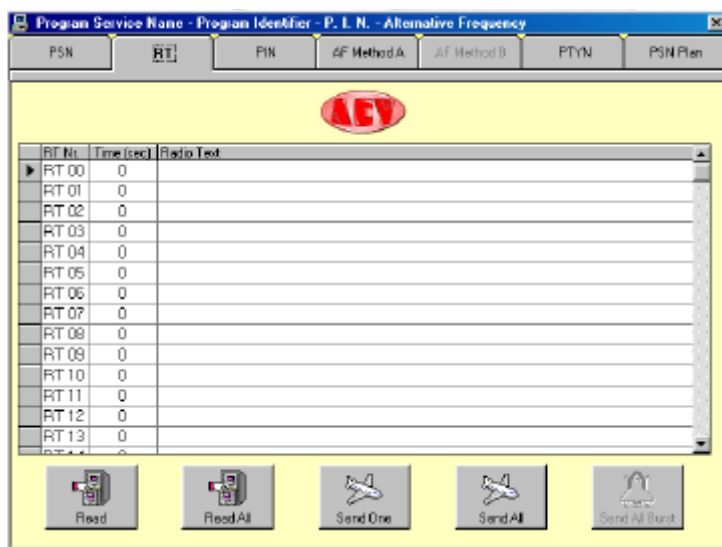 Program Service Name - Program Identifier - P. I. N. - Alternative Frequency
PSN RT PIN AF Method A AF Method B PTYN PSN Plan
AEV
RT Nr. Time (sec) Radio Text
RT 00 0
RT 01 0
RT 02 0
RT 03 0
RT 04 0
RT 05 0
RT 06 0
RT 07 0
RT 08 0
RT 09 0
RT 10 0
RT 11 0
RT 12 0
RT 13 0
Read Read All Send One Send All Send All Burst